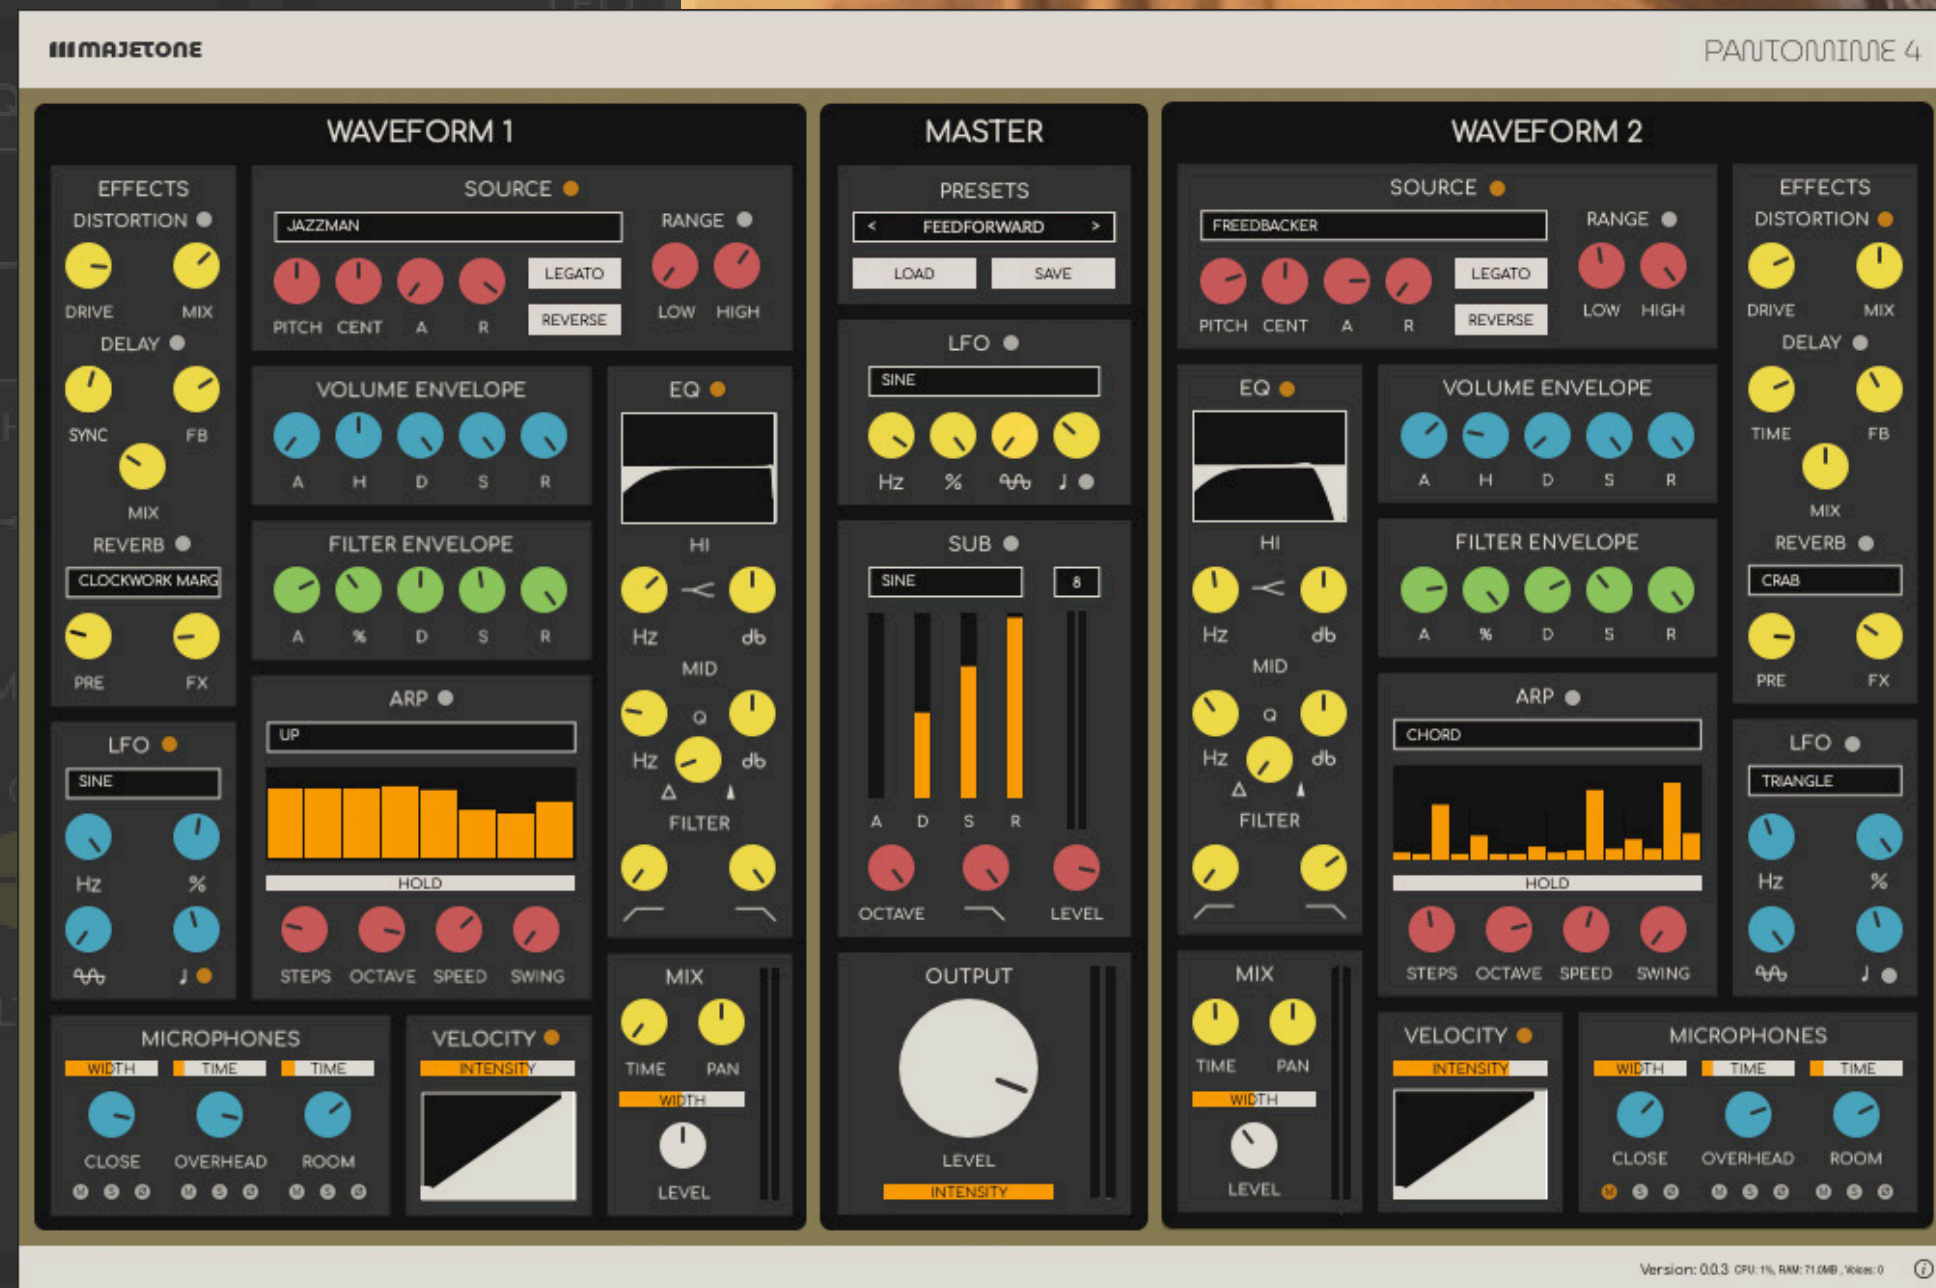 MAJETONE
PANTOMIME 4
WAVEFORM 1
EFFECTS
DISTORTION
DRIVE MIX
DELAY
SYNC FB
MIX
REVERB
CLOCKWORK MARG
PRE FX
LFO
SINE
Hz %
SOURCE
JAZZMAN
PITCH CENT A R
LEGATO
REVERSE
RANGE
LOW HIGH
VOLUME ENVELOPE
A H D S R
FILTER ENVELOPE
A % D S R
ARP
UP
HOLD
STEPS OCTAVE SPEED SWING
EQ
HI
Hz db
MID
Q
Hz db
FILTER
MICROPHONES
WIDTH TIME TIME
CLOSE OVERHEAD ROOM
M S Ø M S Ø M S Ø
VELOCITY
INTENSITY
MIX
TIME PAN
WIDTH
LEVEL
MASTER
PRESETS
< FEEDFORWARD >
LOAD SAVE
LFO
SINE
Hz %
SUB
SINE 8
A D S R
OCTAVE LEVEL
OUTPUT
LEVEL
INTENSITY
WAVEFORM 2
SOURCE
FREEDBACKER
PITCH CENT A R
LEGATO
REVERSE
RANGE
LOW HIGH
EFFECTS
DISTORTION
DRIVE MIX
DELAY
TIME FB
MIX
REVERB
CRAB
PRE FX
LFO
TRIANGLE
Hz %
EQ
HI
Hz db
MID
Q
Hz db
FILTER
VOLUME ENVELOPE
A H D S R
FILTER ENVELOPE
A % D S R
ARP
CHORD
HOLD
STEPS OCTAVE SPEED SWING
MIX
TIME PAN
WIDTH
LEVEL
VELOCITY
INTENSITY
MICROPHONES
WIDTH TIME TIME
CLOSE OVERHEAD ROOM
M S Ø M S Ø M S Ø
Version: 0.0.3 CPU: 1%, RAM: 71.0MB , Voices: 0 i